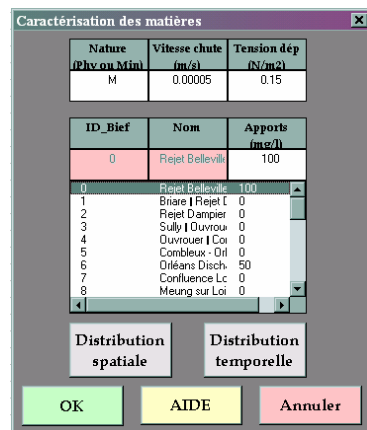 Caractérisation des matières
Nature Vitesse chute Tension dép
(Phy ou Min) (m/s) (N/m2)
M 0.00005 0.15
ID_Bief Nom Apports
(mg/l)
0 Rejet Belleville 100
0 Rejet Belleville 100
1 Briare | Rejet D 0
2 Rejet Dampier 0
3 Sully | Ouvroue 0
4 Ouvrouer | Cor 0
5 Combleux - Orl 0
6 Orléans Disch 50
7 Confluence Lo 0
8 Meung sur Loi 0
Distribution Distribution
spatiale temporelle
OK AIDE Annuler